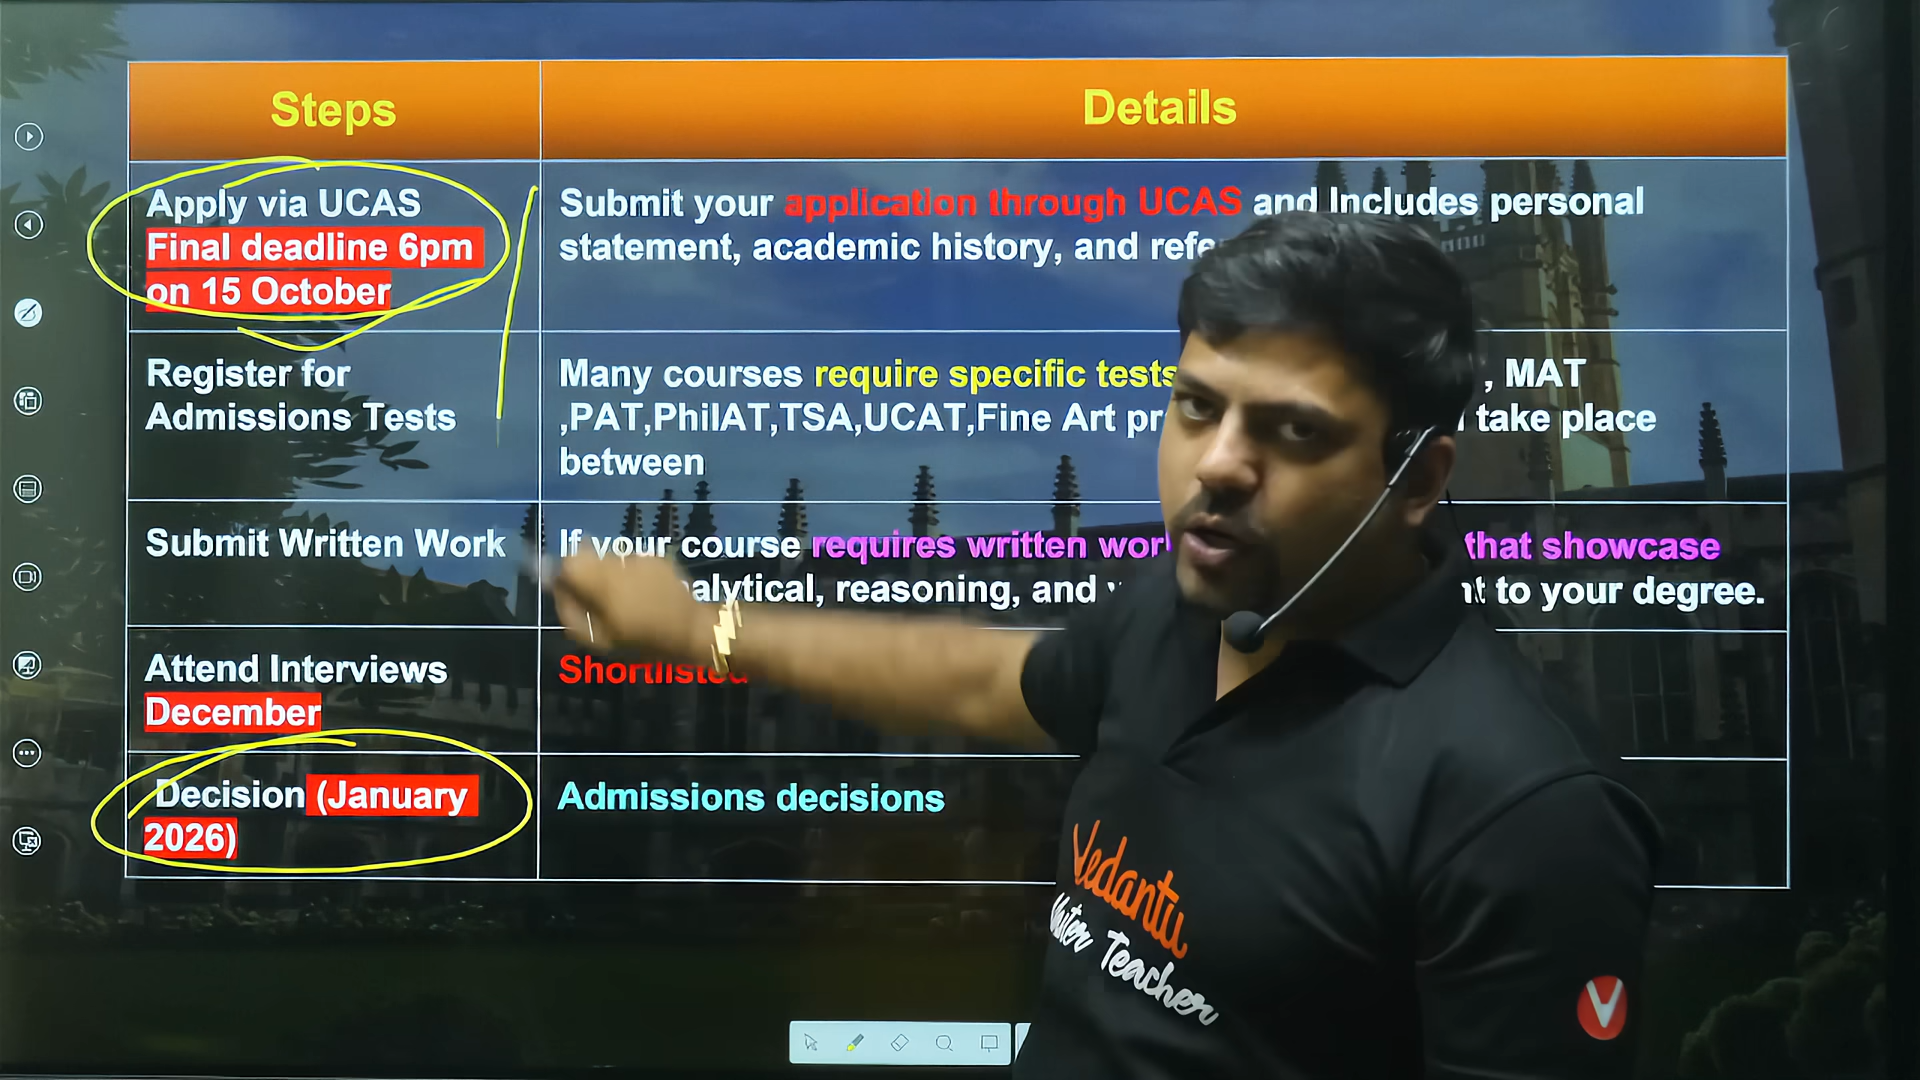 Steps
Details
Apply via UCAS
Final deadline 6pm
on 15 October
Submit your application through UCAS and Includes personal
statement, academic history, and
Register for
Admissions Tests
Many courses require specific tests , MAT
,PAT,PhilAT,TSA,UCAT,Fine Art take place
between
Submit Written Work
If your course requires written that showcase
reasoning, and to your degree.
Attend Interviews
December
Shortlisted
Decision (January
2026)
Admissions decisions
Vedantu
Master Teacher
V